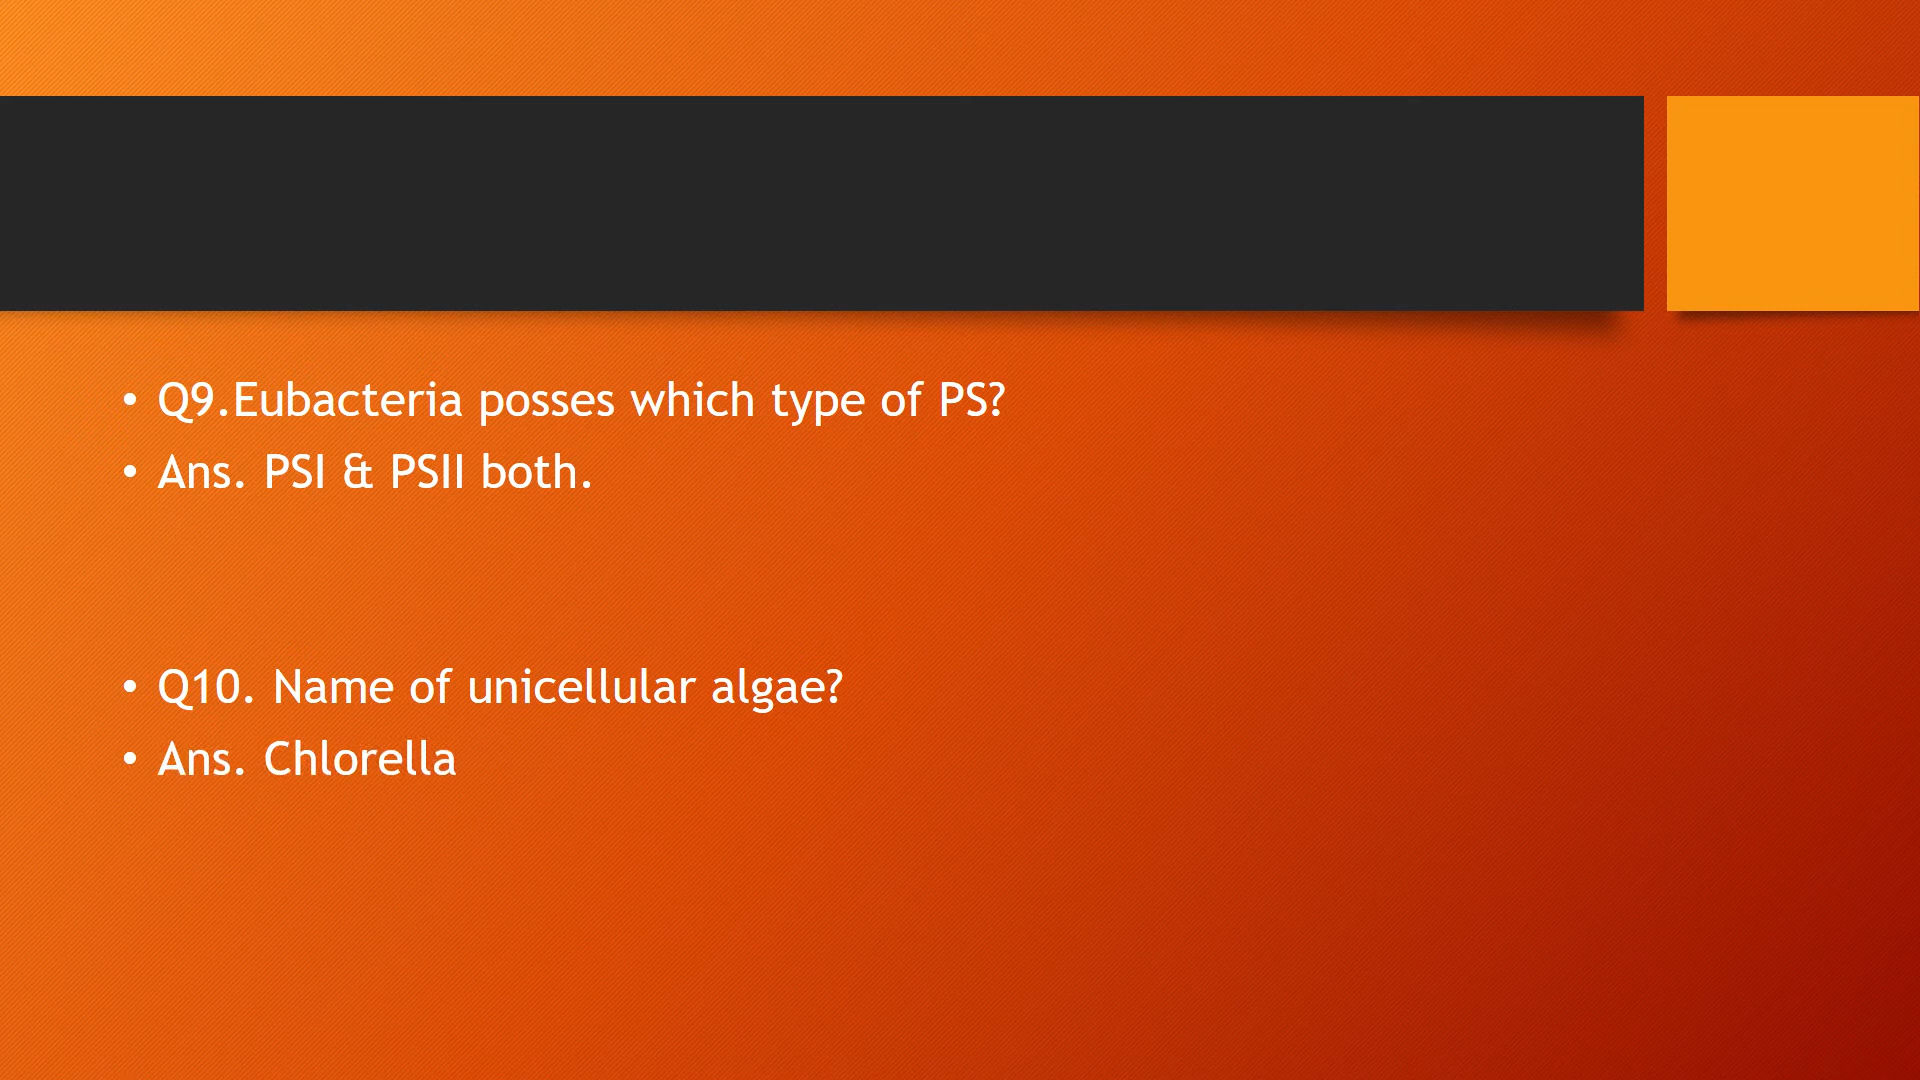 • Q9.Eubacteria posses which type of PS?
• Ans. PSI & PSII both.
• Q10. Name of unicellular algae?
• Ans. Chlorella